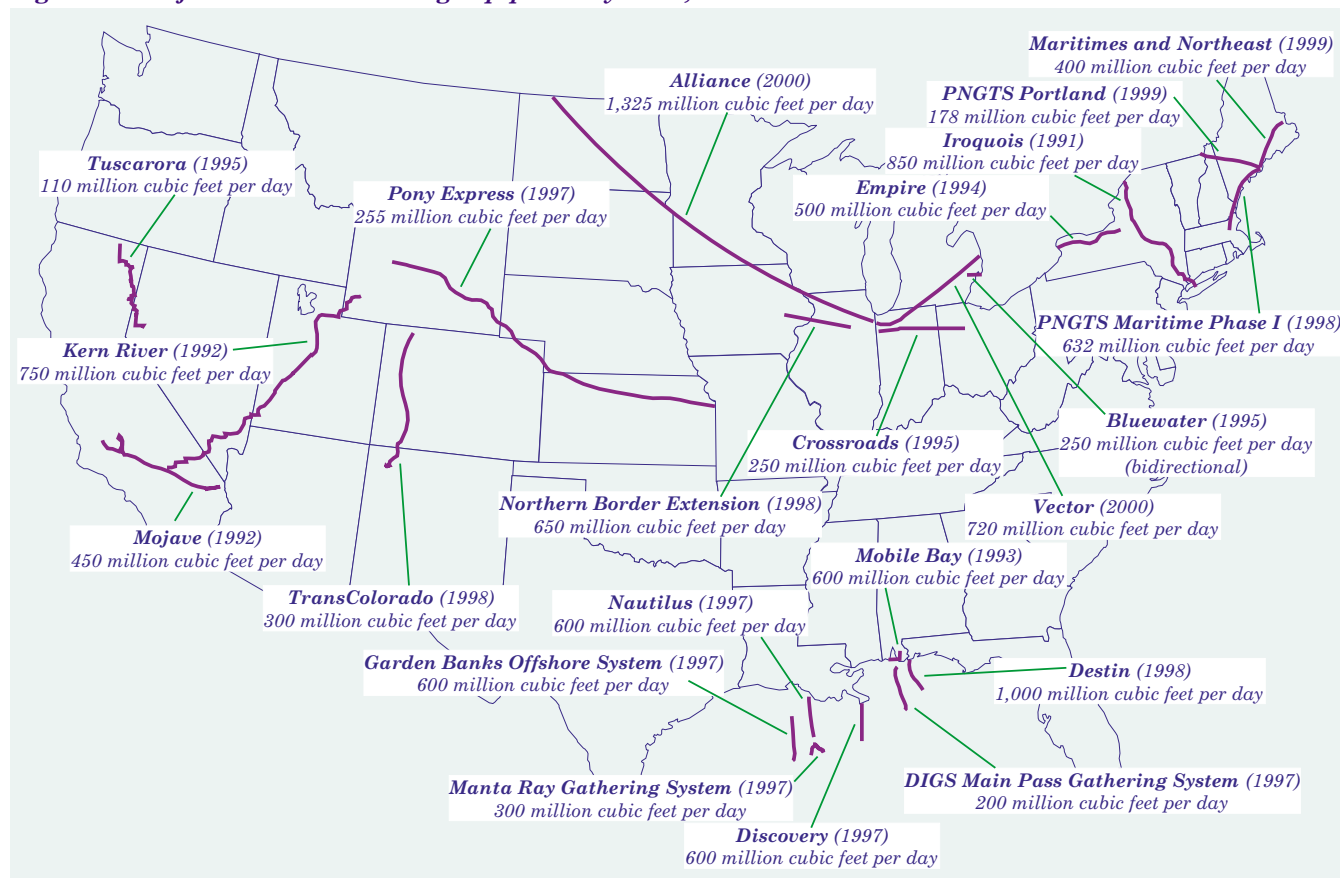 Maritimes and Northeast (1999)
400 million cubic feet per day
Alliance (2000)
1,325 million cubic feet per day
PNGTS Portland (1999)
178 million cubic feet per day
Iroquois (1991)
850 million cubic feet per day
Tuscarora (1995)
110 million cubic feet per day
Pony Express (1997)
255 million cubic feet per day
Empire (1994)
500 million cubic feet per day
Kern River (1992)
750 million cubic feet per day
PNGTS Maritime Phase I (1998)
632 million cubic feet per day
Bluewater (1995)
250 million cubic feet per day
(bidirectional)
Crossroads (1995)
250 million cubic feet per day
Northern Border Extension (1998)
650 million cubic feet per day
Vector (2000)
720 million cubic feet per day
Mojave (1992)
450 million cubic feet per day
Mobile Bay (1993)
600 million cubic feet per day
TransColorado (1998)
300 million cubic feet per day
Nautilus (1997)
600 million cubic feet per day
Garden Banks Offshore System (1997)
600 million cubic feet per day
Destin (1998)
1,000 million cubic feet per day
Manta Ray Gathering System (1997)
300 million cubic feet per day
DIGS Main Pass Gathering System (1997)
200 million cubic feet per day
Discovery (1997)
600 million cubic feet per day